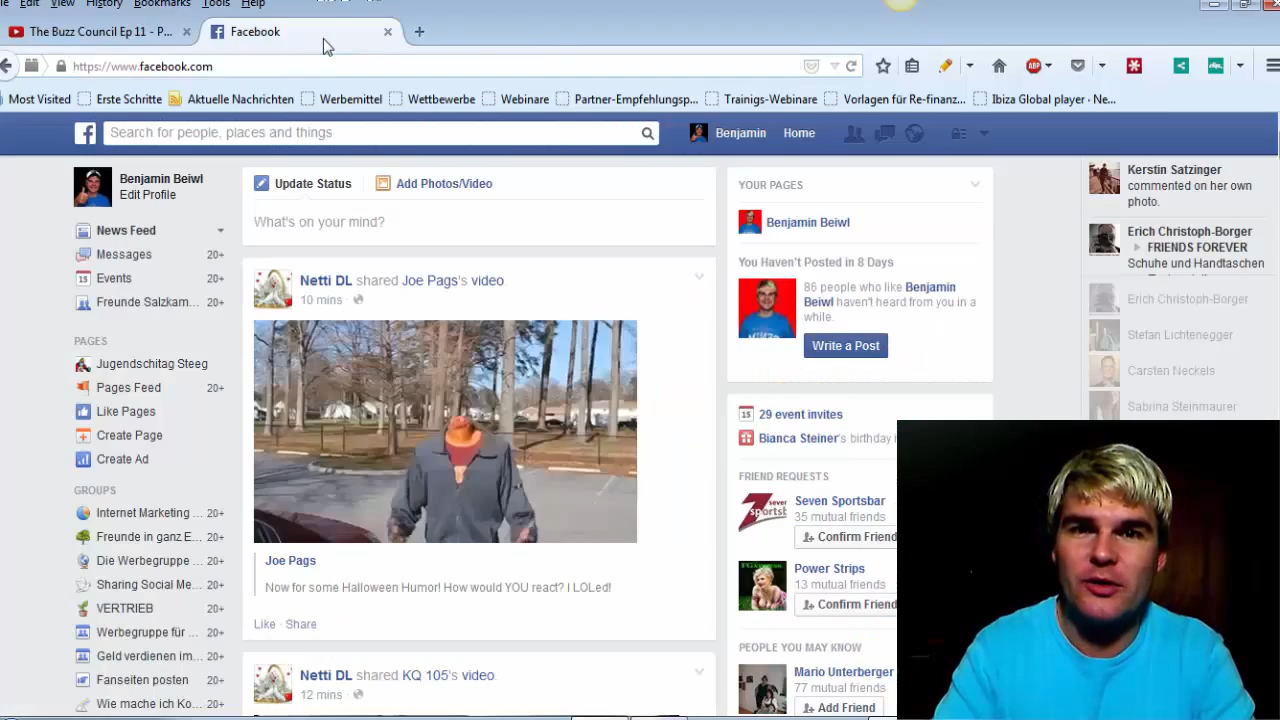 Edit View History Bookmarks Tools Help
The Buzz Council Ep 11 - P...
Facebook
https://www.facebook.com
ABP
Most Visited Erste Schritte Aktuelle Nachrichten Werbemittel Wettbewerbe Webinare Partner-Empfehlungsp... Trainigs-Webinare Vorlagen für Re-finanz... Ibiza Global player · Ne...
Search for people, places and things
Benjamin Home
Benjamin Beiwl
Edit Profile
News Feed
Messages 20+
Events 20+
Freunde Salzkam... 20+
PAGES
Jugendschitag Steeg
Pages Feed 20+
Like Pages
Create Page
Create Ad
GROUPS
Internet Marketing ... 20+
Freunde in ganz E... 20+
Die Werbegruppe ... 20+
Sharing Social Me... 20+
VERTRIEB 20+
Werbegruppe für ... 20+
Geld verdienen im... 20+
Fanseiten posten ... 20+
Wie mache ich Ko... 20+
Update Status Add Photos/Video
What's on your mind?
Netti DL shared Joe Pags's video.
10 mins ·
Joe Pags
Now for some Halloween Humor! How would YOU react? I LOLed!
Like · Share
Netti DL shared KQ 105's video.
12 mins ·
YOUR PAGES
Benjamin Beiwl
You Haven't Posted in 8 Days
86 people who like Benjamin
Beiwl haven't heard from you in a
while.
Write a Post
29 event invites
Bianca Steiner's birthday
FRIEND REQUESTS
Seven Sportsbar
35 mutual friends
Confirm Friend
Power Strips
13 mutual friends
Confirm Friend
PEOPLE YOU MAY KNOW
Mario Unterberger
77 mutual friends
Add Friend
Kerstin Satzinger
commented on her own
photo.
Erich Christoph-Borger
FRIENDS FOREVER
Schuhe und Handtaschen
Erich Christoph-Borger
Stefan Lichtenegger
Carsten Neckels
Sabrina Steinmaurer